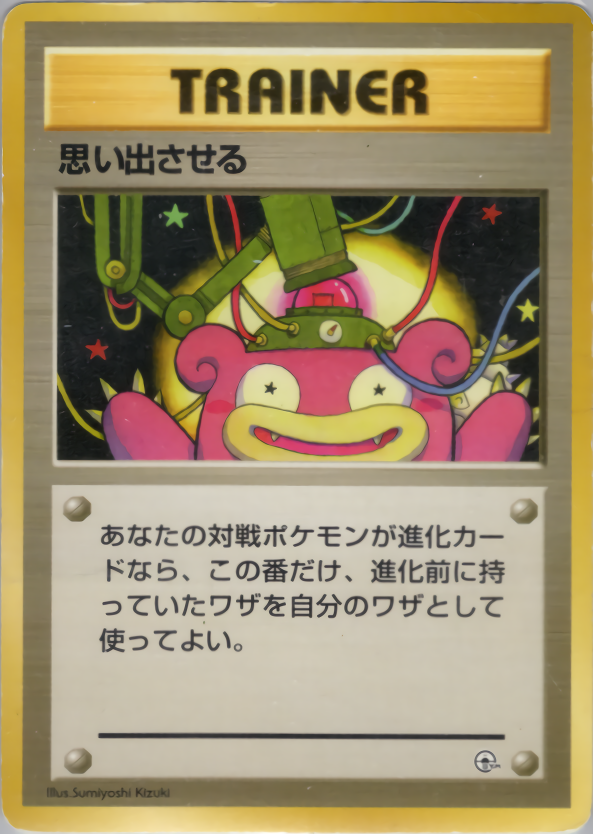 TRAINER
思い出させる
あなたの対戦ポケモンが進化カー
ドなら、この番だけ、進化前に持
っていたワザを自分のワザとして
使ってよい。
Illus.Sumiyoshi Kizuki